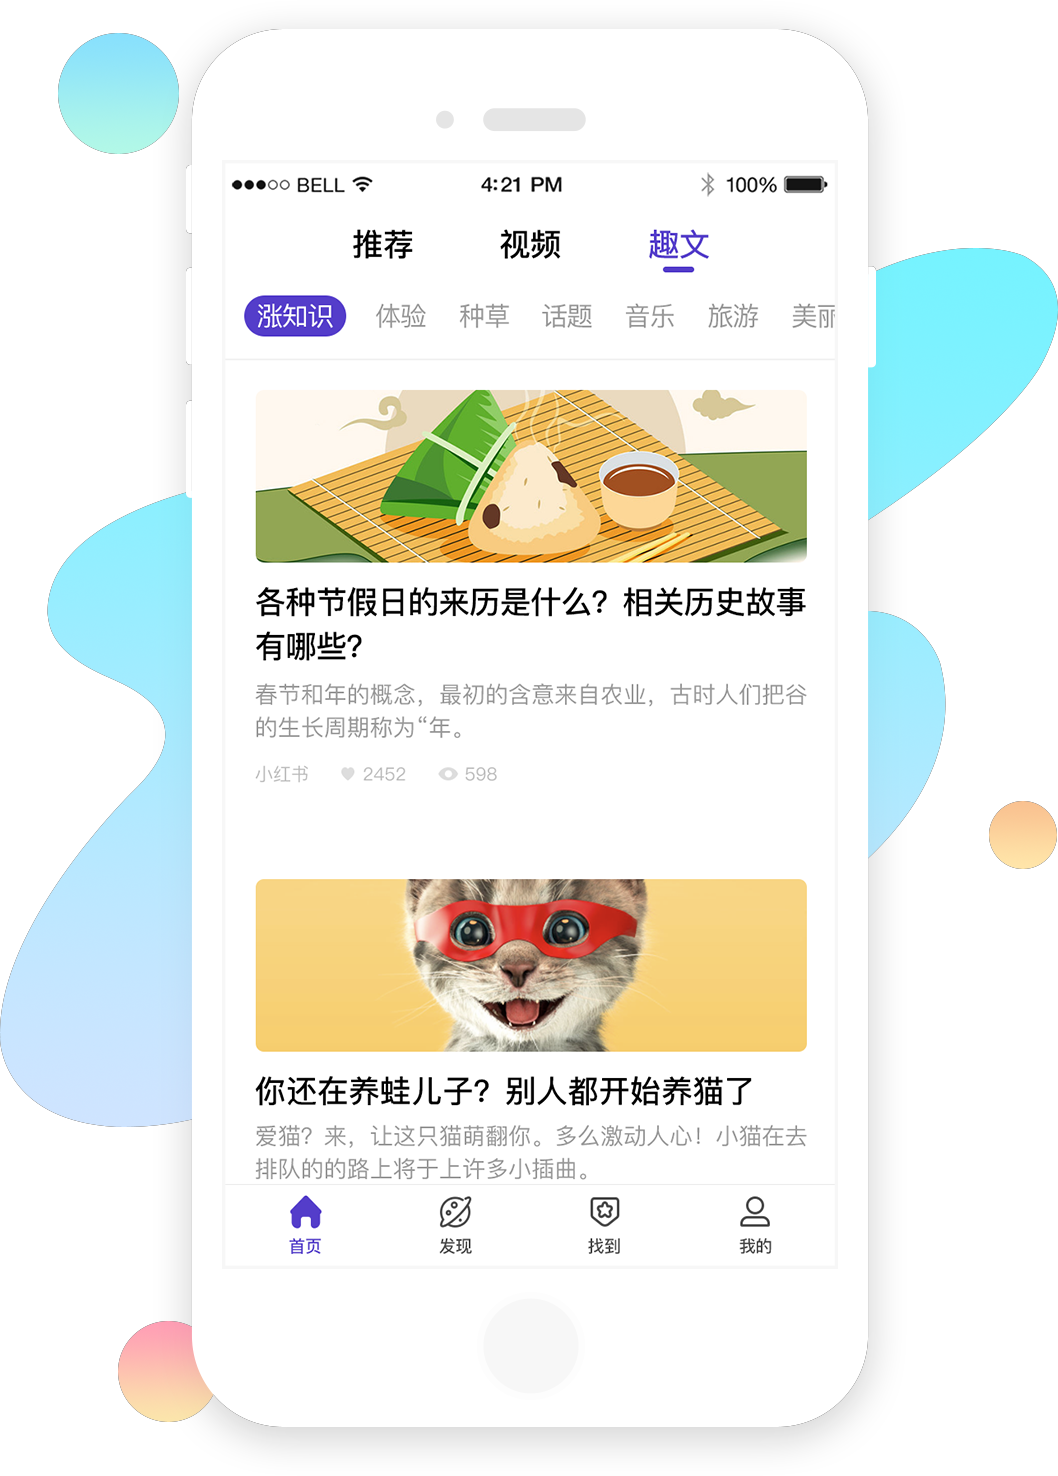 BELL 4:21 PM 100%
推荐 视频 趣文
涨知识 体验 种草 话题 音乐 旅游 美丽
各种节假日的来历是什么？相关历史故事
有哪些？
春节和年的概念，最初的含意来自农业，古时人们把谷
的生长周期称为“年。
小红书 2452 598
你还在养蛙儿子？别人都开始养猫了
爱猫？来，让这只猫萌翻你。多么激动人心！小猫在去
排队的的路上将于上许多小插曲。
首页 发现 找到 我的